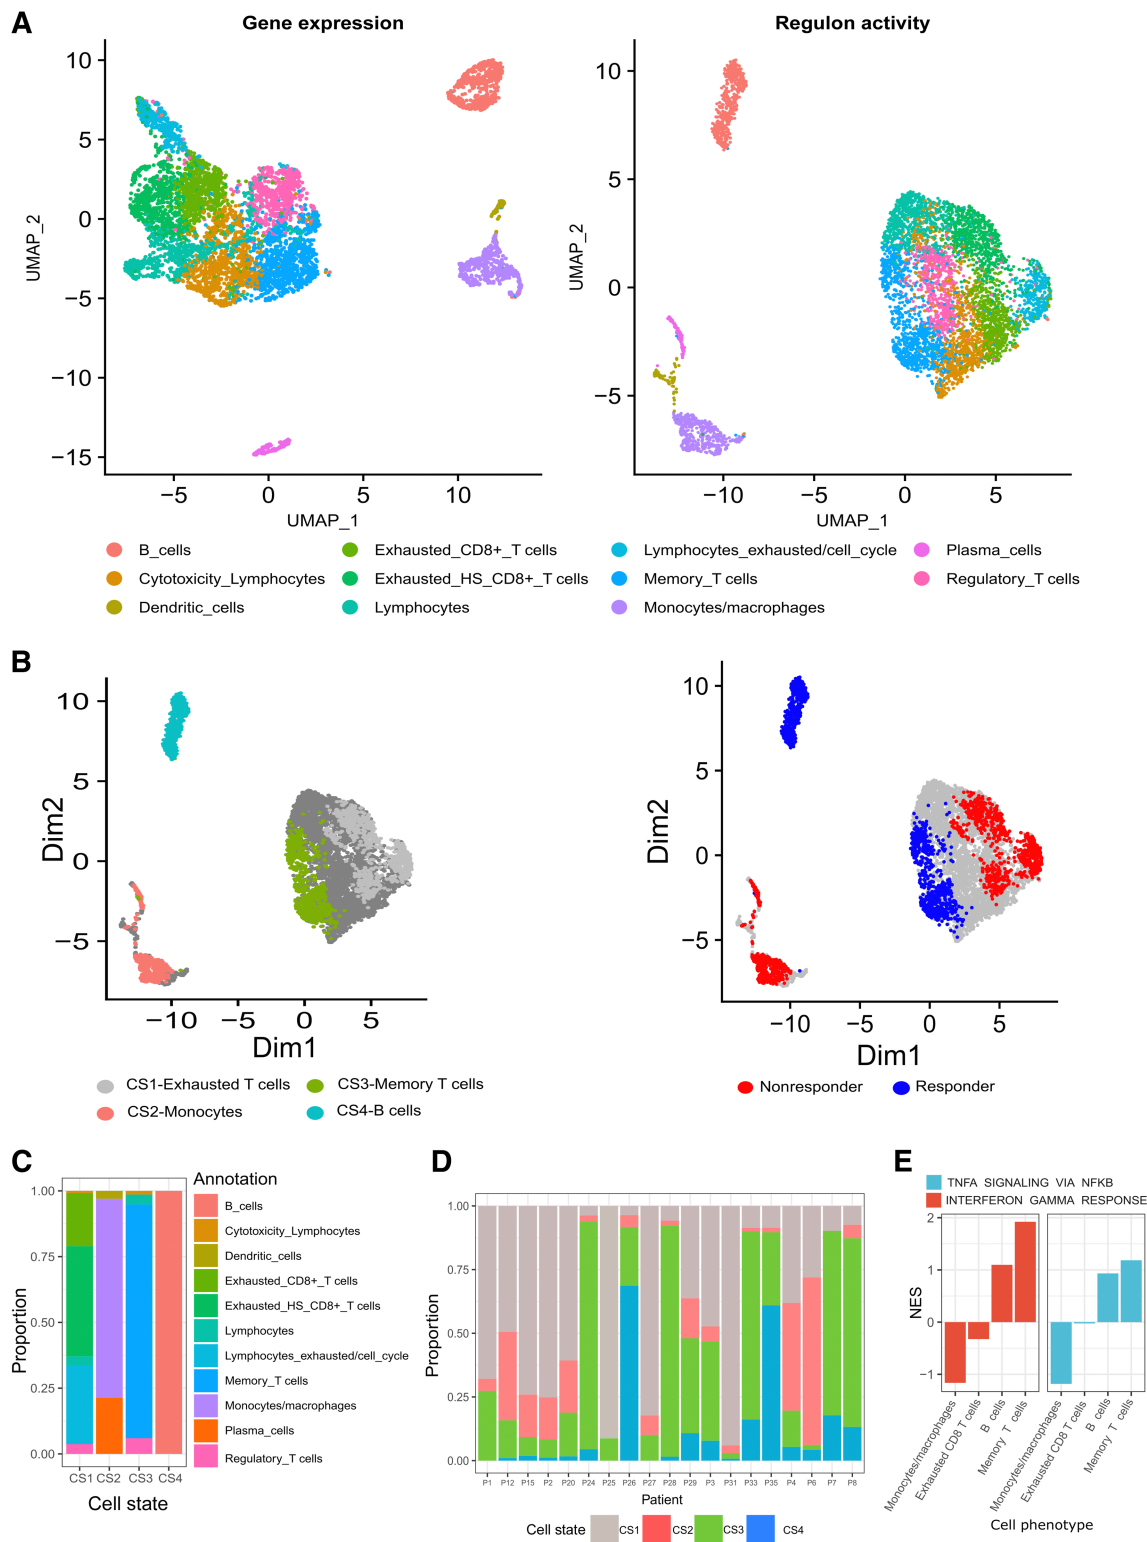 A
Gene expression
Regulon activity
10
5
0
−5
−10
−15
UMAP_2
−5
0
5
10
UMAP_1
10
5
0
−5
UMAP_2
−10
0
5
UMAP_1
B_cells
Exhausted_CD8+_T cells
Lymphocytes_exhausted/cell_cycle
Plasma_cells
Cytotoxicity_Lymphocytes
Exhausted_HS_CD8+_T cells
Memory_T cells
Regulatory_T cells
Dendritic_cells
Lymphocytes
Monocytes/macrophages
B
10
5
0
−5
Dim2
−10
−5
0
5
Dim1
10
5
0
−5
Dim2
−10
−5
0
5
Dim1
CS1-Exhausted T cells
CS3-Memory T cells
CS2-Monocytes
CS4-B cells
Nonresponder
Responder
C
1.00
0.75
0.50
0.25
0.00
Proportion
CS1
CS2
CS3
CS4
Cell state
Annotation
B_cells
Cytotoxicity_Lymphocytes
Dendritic_cells
Exhausted_CD8+_T cells
Exhausted_HS_CD8+_T cells
Lymphocytes
Lymphocytes_exhausted/cell_cycle
Memory_T cells
Monocytes/macrophages
Plasma_cells
Regulatory_T cells
D
1.00
0.75
0.50
0.25
0.00
Proportion
P1
P12
P15
P2
P20
P24
P25
P26
P27
P28
P29
P3
P31
P33
P35
P4
P6
P7
P8
Patient
Cell state
CS1
CS2
CS3
CS4
E
TNFA SIGNALING VIA NFKB
INTERFERON GAMMA RESPONSE
2
1
0
−1
NES
Monocytes/macrophages
Exhausted CD8 T cells
B cells
Memory T cells
Monocytes/macrophages
Exhausted CD8 T cells
B cells
Memory T cells
Cell phenotype